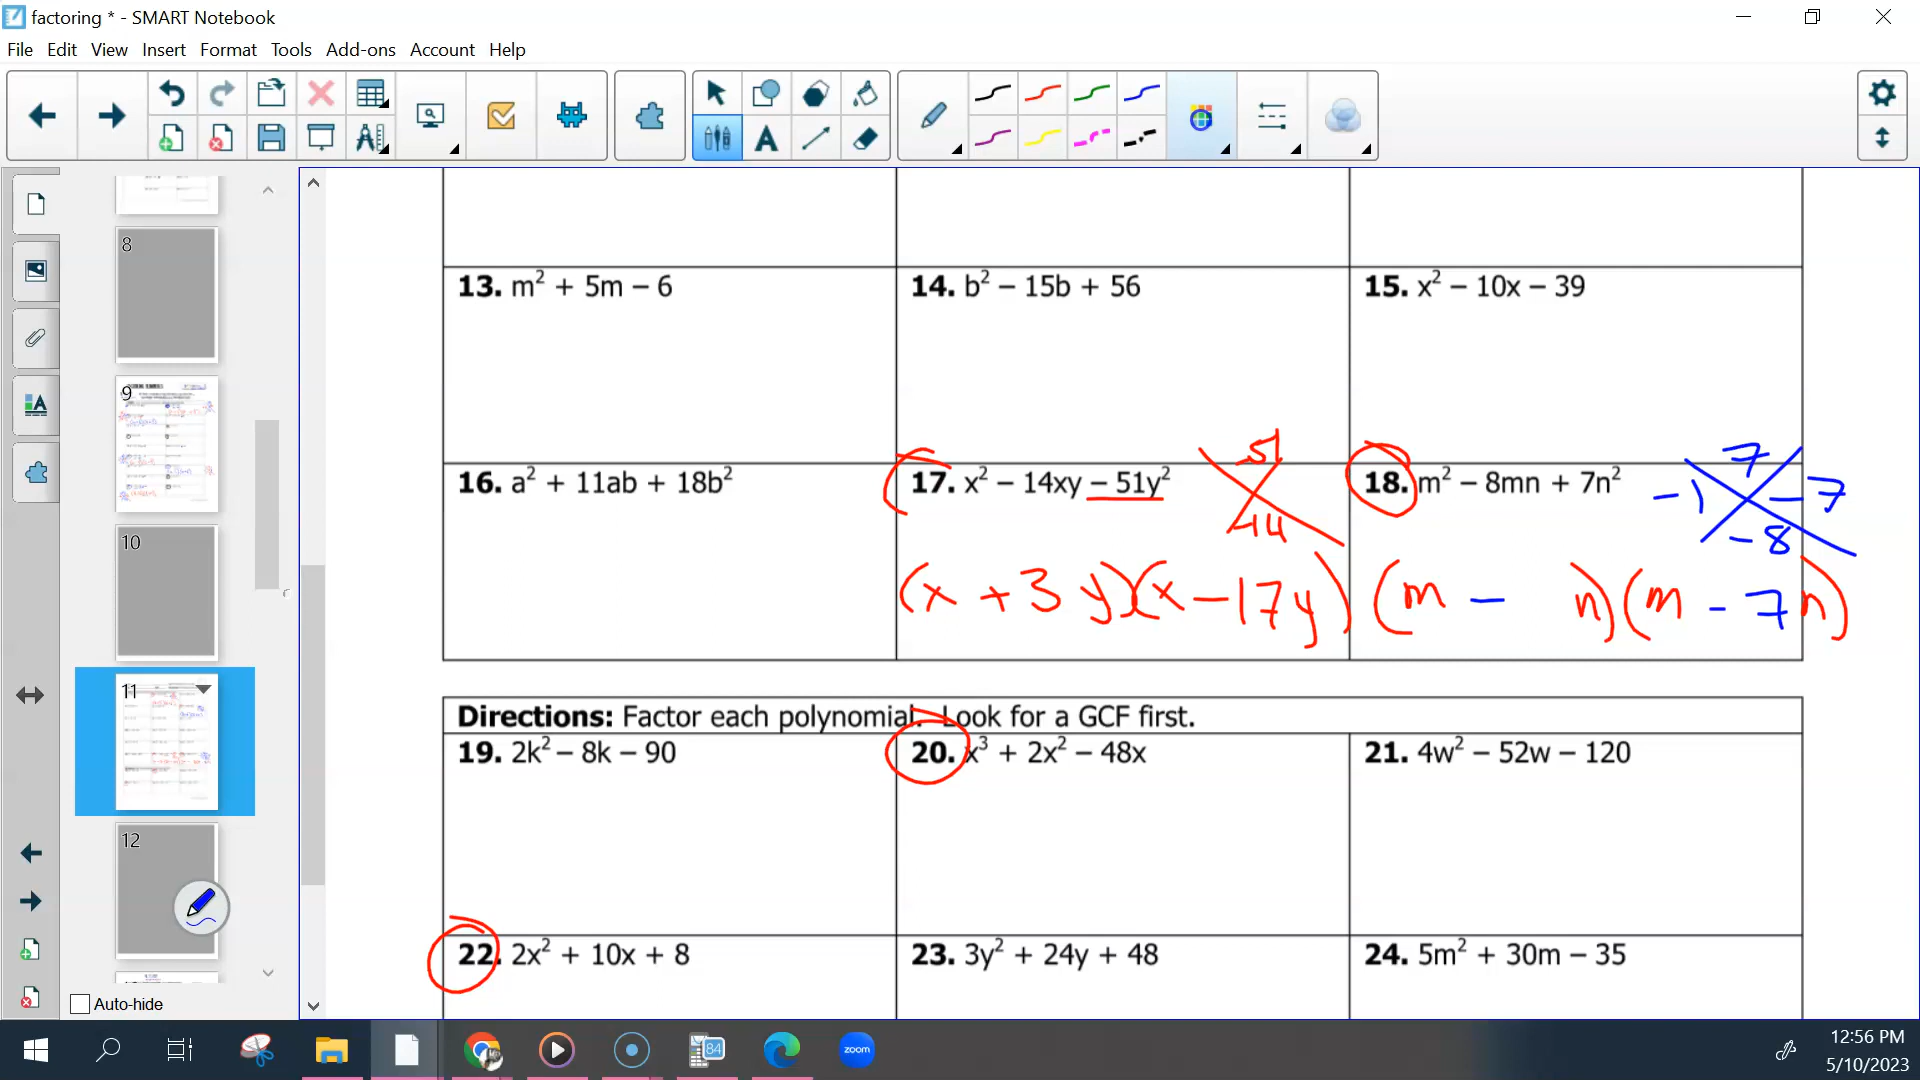 factoring * - SMART Notebook
File Edit View Insert Format Tools Add-ons Account Help
8
9
10
11
12
Auto-hide
13. m² + 5m – 6
14. b² – 15b + 56
15. x² – 10x – 39
16. a² + 11ab + 18b²
17. x² – 14xy – 51y²
18. m² – 8mn + 7n²
-51
-14
7
-1 -7
-8
(x + 3y)(x - 17y)
(m - n)(m - 7n)
Directions: Factor each polynomial. Look for a GCF first.
19. 2k² – 8k – 90
20. x³ + 2x² – 48x
21. 4w² – 52w – 120
22. 2x² + 10x + 8
23. 3y² + 24y + 48
24. 5m² + 30m – 35
84
zoom
12:56 PM
5/10/2023